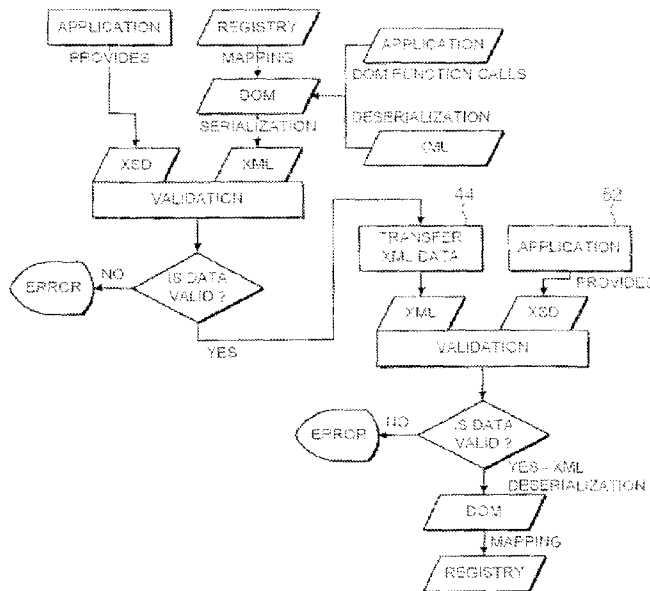 APPLICATION
PROVIDES
REGISTRY
MAPPING
APPLICATION
DOM FUNCTION CALLS
DOM
SERIALIZATION
DESERIALIZATION
XML
XSD
XML
VALIDATION
IS DATA
VALID ?
NO
ERROR
YES
44
TRANSFER
XML DATA
52
APPLICATION
PROVIDES
XML
XSD
VALIDATION
IS DATA
VALID ?
NO
ERROR
YES - XML
DESERIALIZATION
DOM
MAPPING
REGISTRY